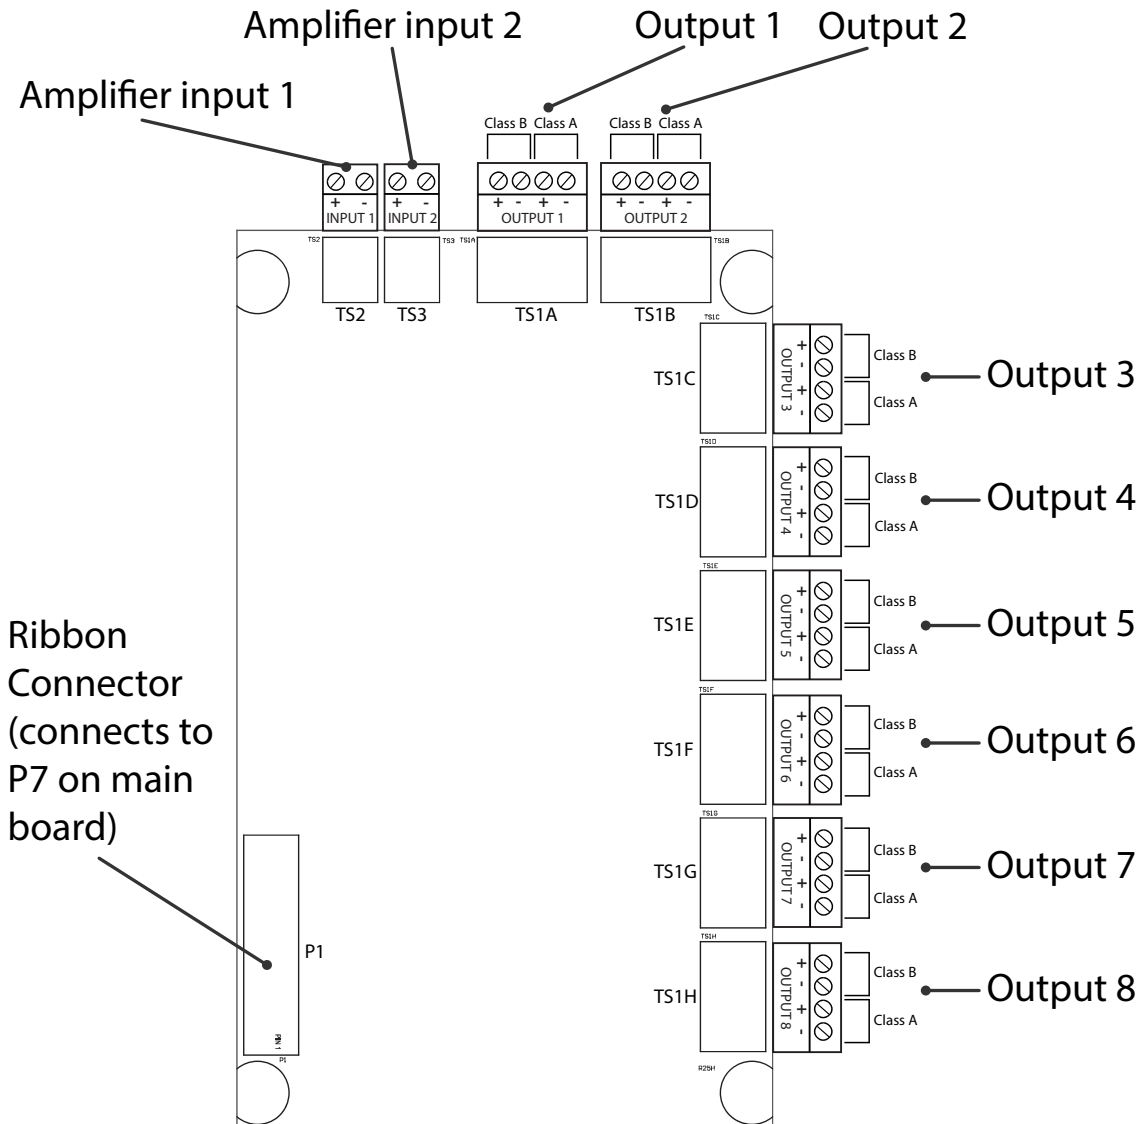 Amplifier input 2
Output 1
Output 2
Amplifier input 1
Class B Class A
Class B Class A
+ -
INPUT 1
+ -
INPUT 2
+ - + -
OUTPUT 1
+ - + -
OUTPUT 2
TS2
TS3
TS1A
TS1B
TS2
TS3
TS1A
TS1B
TS1C
TS1C
+ - + -
OUTPUT 3
Class B
Class A
Output 3
TS1D
TS1D
+ - + -
OUTPUT 4
Class B
Class A
Output 4
TS1E
TS1E
+ - + -
OUTPUT 5
Class B
Class A
Output 5
TS1F
TS1F
+ - + -
OUTPUT 6
Class B
Class A
Output 6
TS1G
TS1G
+ - + -
OUTPUT 7
Class B
Class A
Output 7
TS1H
TS1H
+ - + -
OUTPUT 8
Class B
Class A
Output 8
Ribbon
Connector
(connects to
P7 on main
board)
P1
PIN 1
P1
R25H